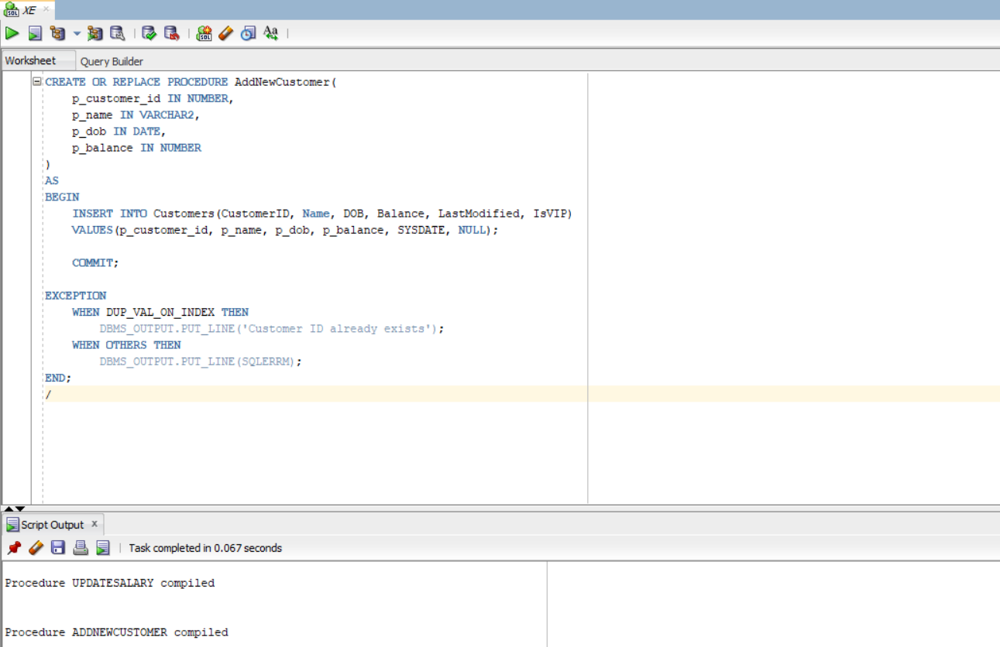 XE
Worksheet Query Builder
CREATE OR REPLACE PROCEDURE AddNewCustomer(
    p_customer_id IN NUMBER,
    p_name IN VARCHAR2,
    p_dob IN DATE,
    p_balance IN NUMBER
)
AS
BEGIN
    INSERT INTO Customers(CustomerID, Name, DOB, Balance, LastModified, IsVIP)
    VALUES(p_customer_id, p_name, p_dob, p_balance, SYSDATE, NULL);
    COMMIT;
EXCEPTION
    WHEN DUP_VAL_ON_INDEX THEN
        DBMS_OUTPUT.PUT_LINE('Customer ID already exists');
    WHEN OTHERS THEN
        DBMS_OUTPUT.PUT_LINE(SQLERRM);
END;
/
Script Output x
Task completed in 0.067 seconds
Procedure UPDATESALARY compiled
Procedure ADDNEWCUSTOMER compiled